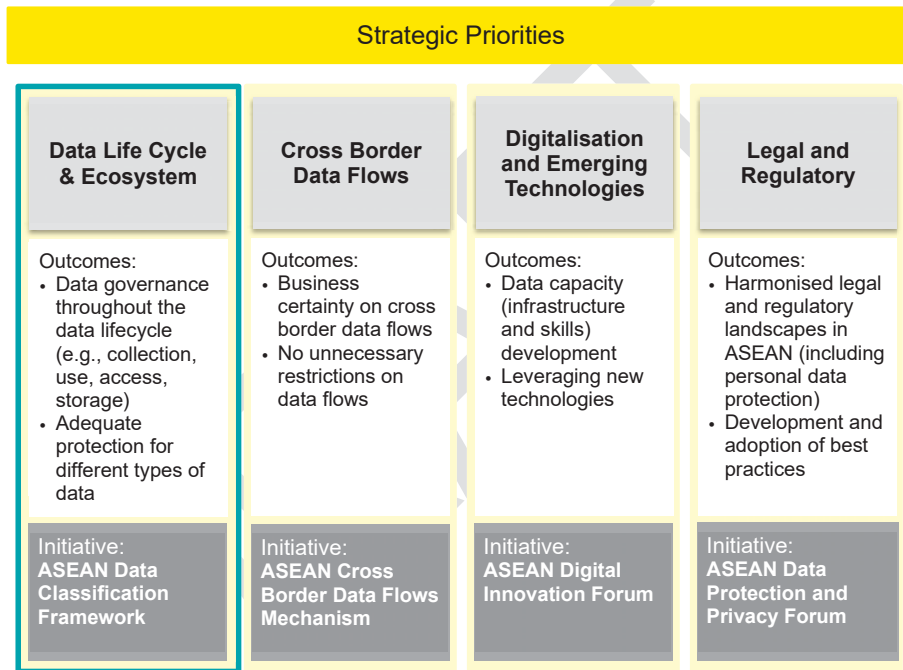 Strategic Priorities
Data Life Cycle
& Ecosystem
Outcomes:
• Data governance
throughout the
data lifecycle
(e.g., collection,
use, access,
storage)
• Adequate
protection for
different types of
data
Initiative:
ASEAN Data
Classification
Framework
Cross Border
Data Flows
Outcomes:
• Business
certainty on cross
border data flows
• No unnecessary
restrictions on
data flows
Initiative:
ASEAN Cross
Border Data Flows
Mechanism
Digitalisation
and Emerging
Technologies
Outcomes:
• Data capacity
(infrastructure
and skills)
development
• Leveraging new
technologies
Initiative:
ASEAN Digital
Innovation Forum
Legal and
Regulatory
Outcomes:
• Harmonised legal
and regulatory
landscapes in
ASEAN (including
personal data
protection)
• Development and
adoption of best
practices
Initiative:
ASEAN Data
Protection and
Privacy Forum